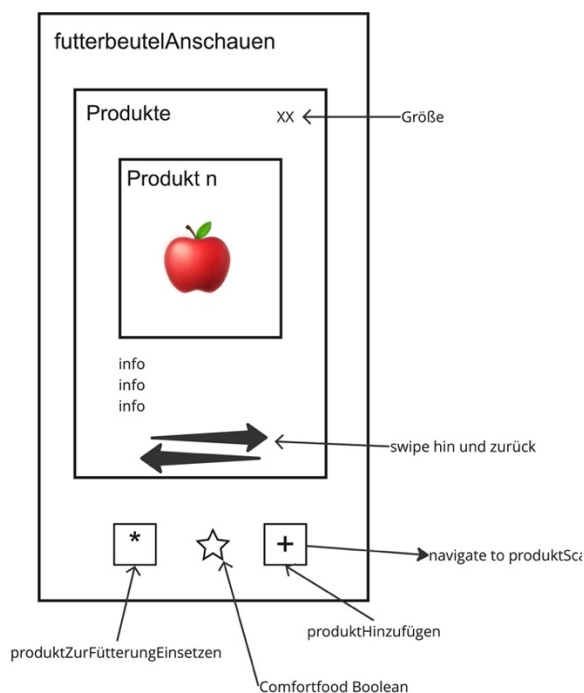 futterbeutelAnschauen
Produkte
XX
Größe
Produkt n
info
info
info
swipe hin und zurück
*
+
navigate to produktSca
produktHinzufügen
produktZurFütterungEinsetzen
Comfortfood Boolean